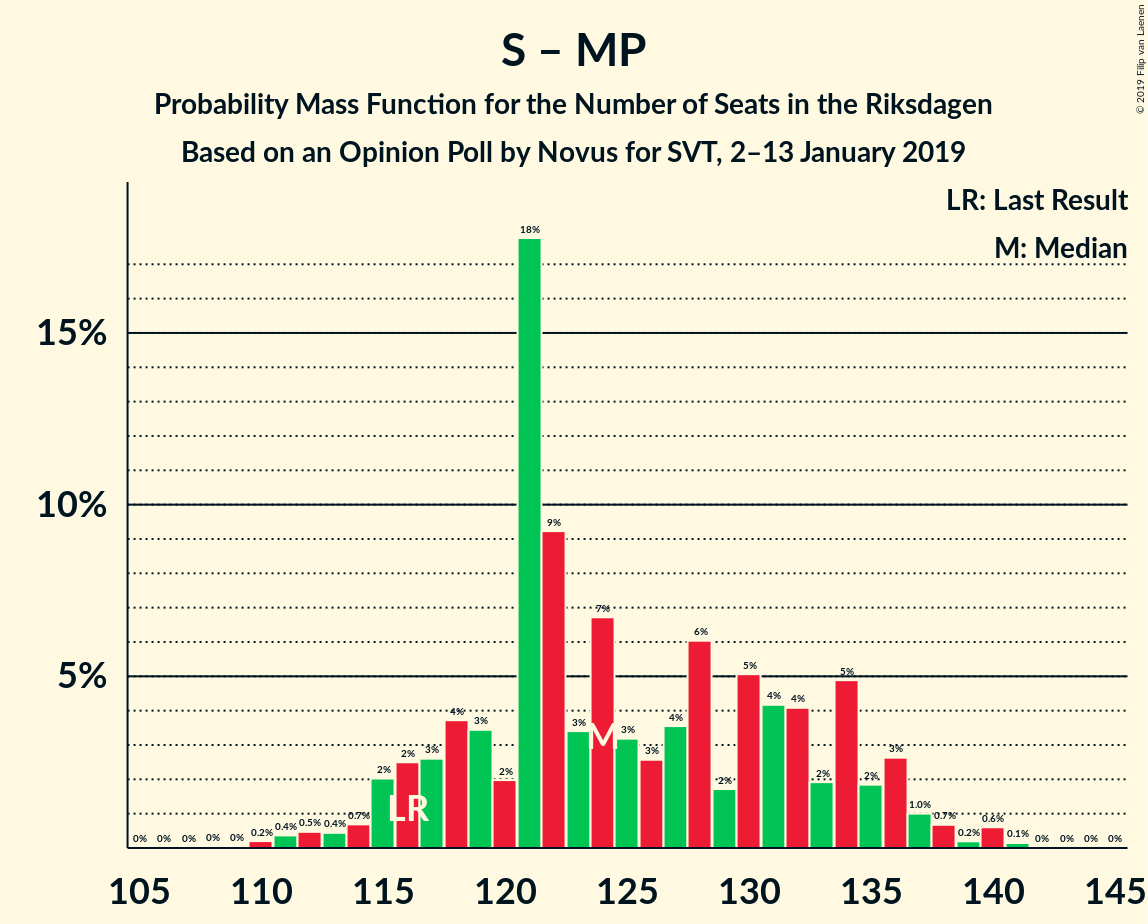 © 2019 Filip van Laenen
S – MP
Probability Mass Function for the Number of Seats in the Riksdagen
Based on an Opinion Poll by Novus for SVT, 2–13 January 2019
LR: Last Result
M: Median
15%
10%
5%
0% 0% 0% 0% 0% 0.2% 0.4% 0.5% 0.4% 0.7% 2% 2% 3% 4% 3% 2% 18% 9% 3% 7% 3% 3% 4% 6% 2% 5% 4% 4% 2% 5% 2% 3% 1.0% 0.7% 0.2% 0.6% 0.1% 0% 0% 0% 0%
LR
M
105 110 115 120 125 130 135 140 145